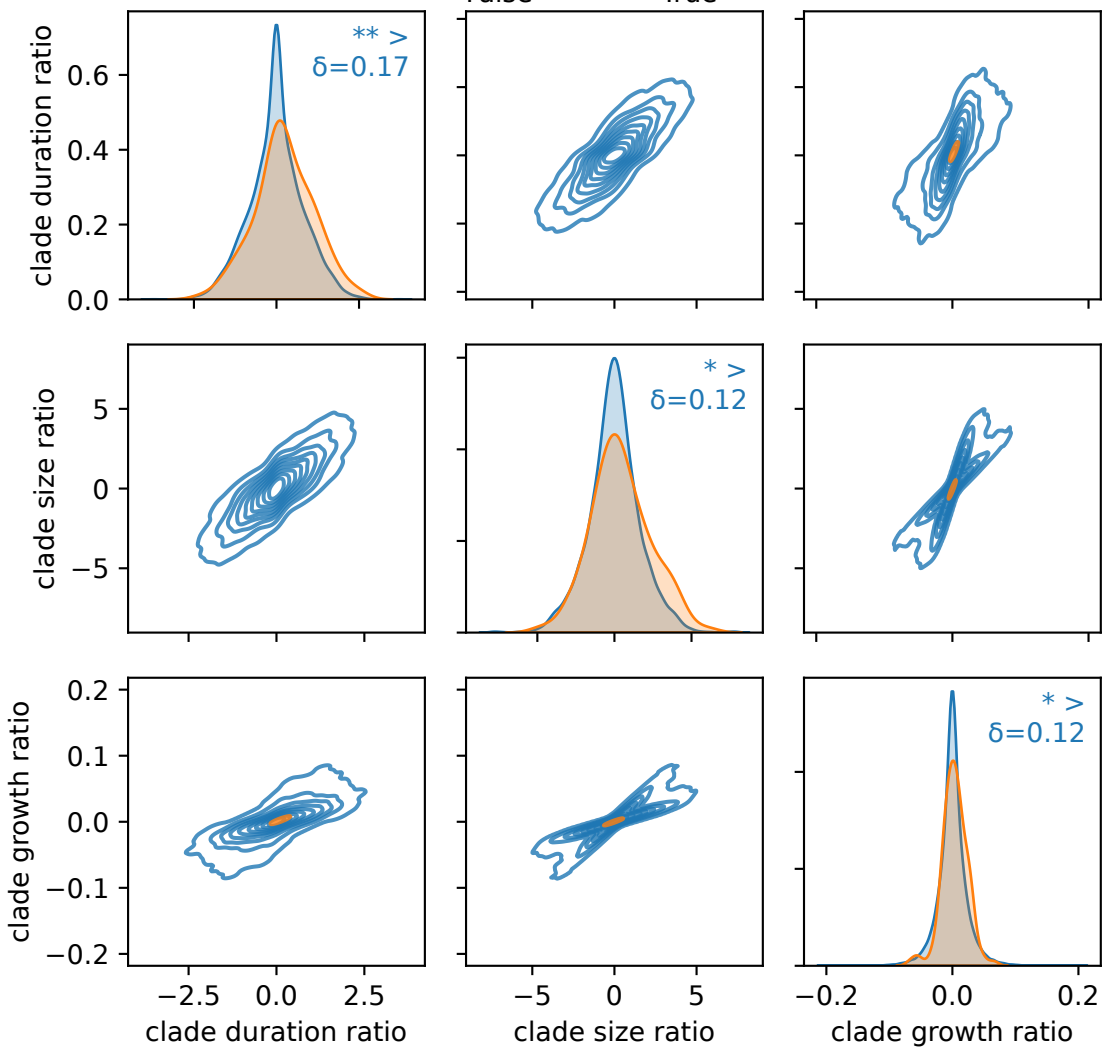 clade duration ratio
0.6
0.4
0.2
0.0
** >
δ=0.17
clade size ratio
5
0
−5
* >
δ=0.12
clade growth ratio
0.2
0.1
0.0
−0.1
−0.2
* >
δ=0.12
−2.5 0.0 2.5
clade duration ratio
−5 0 5
clade size ratio
−0.2 0.0 0.2
clade growth ratio